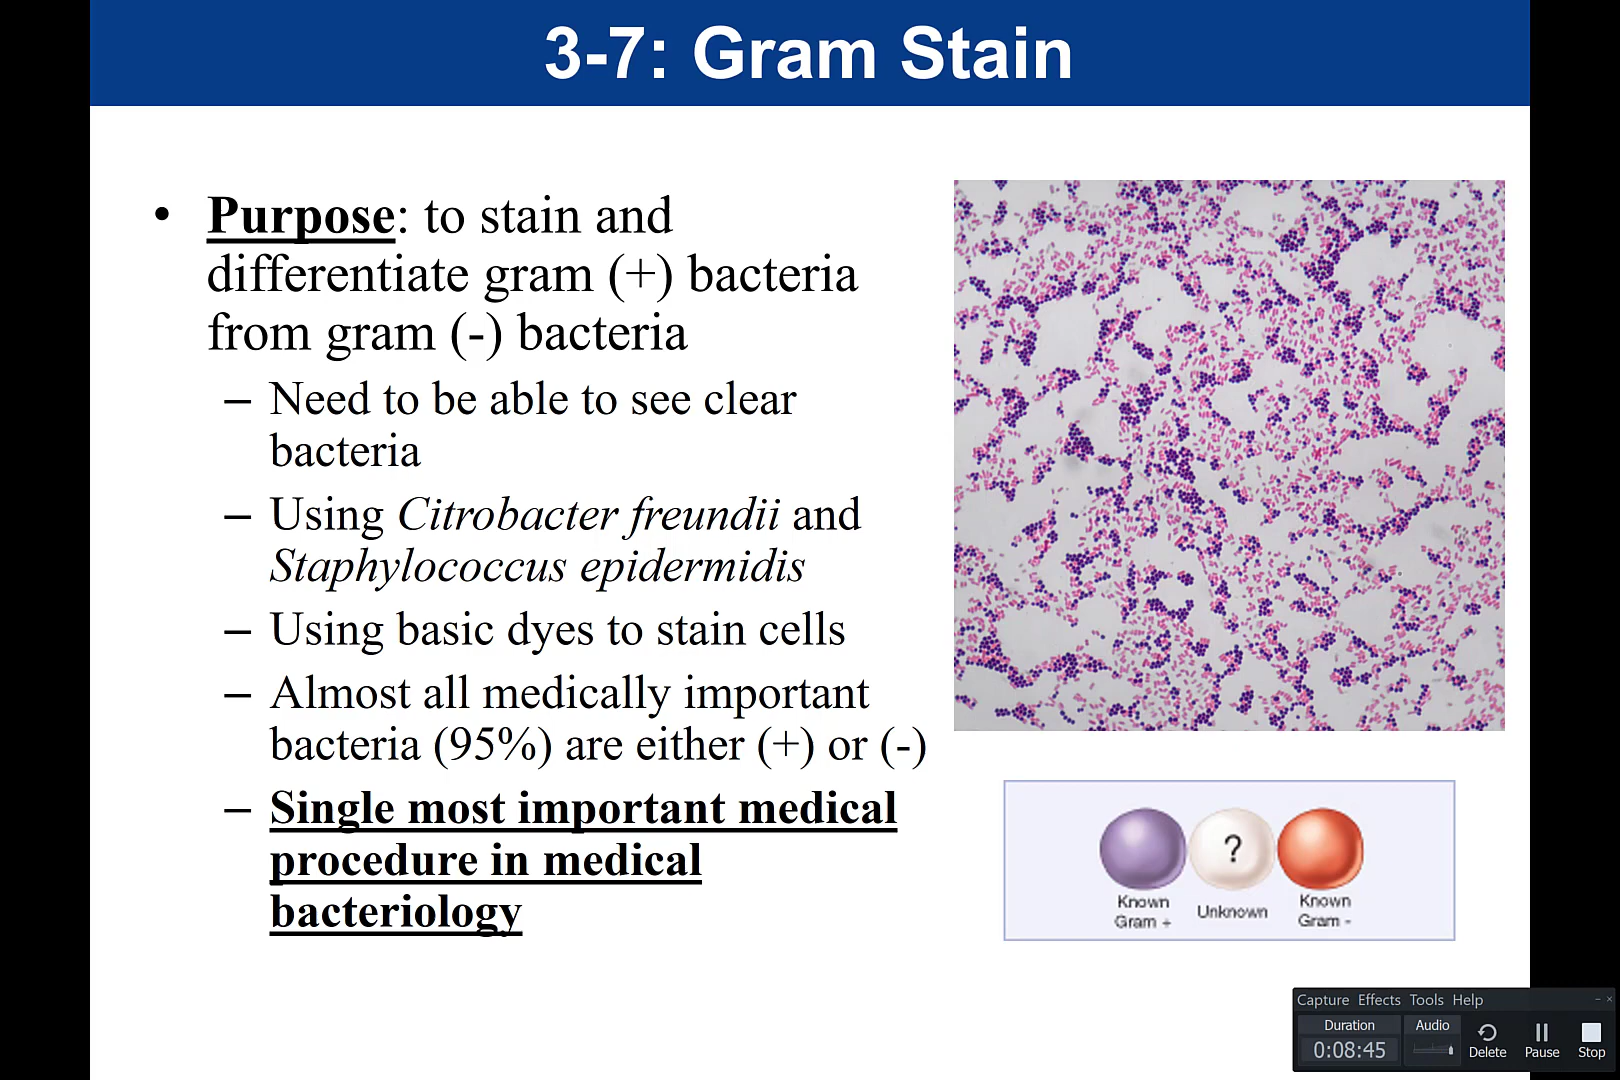 3-7: Gram Stain
• Purpose: to stain and
differentiate gram (+) bacteria
from gram (-) bacteria
– Need to be able to see clear
bacteria
– Using Citrobacter freundii and
Staphylococcus epidermidis
– Using basic dyes to stain cells
– Almost all medically important
bacteria (95%) are either (+) or (-)
– Single most important medical
procedure in medical
bacteriology
?
Known
Gram +
Unknown
Known
Gram -
Capture Effects Tools Help
Duration
0:08:45
Audio
Delete
Pause
Stop